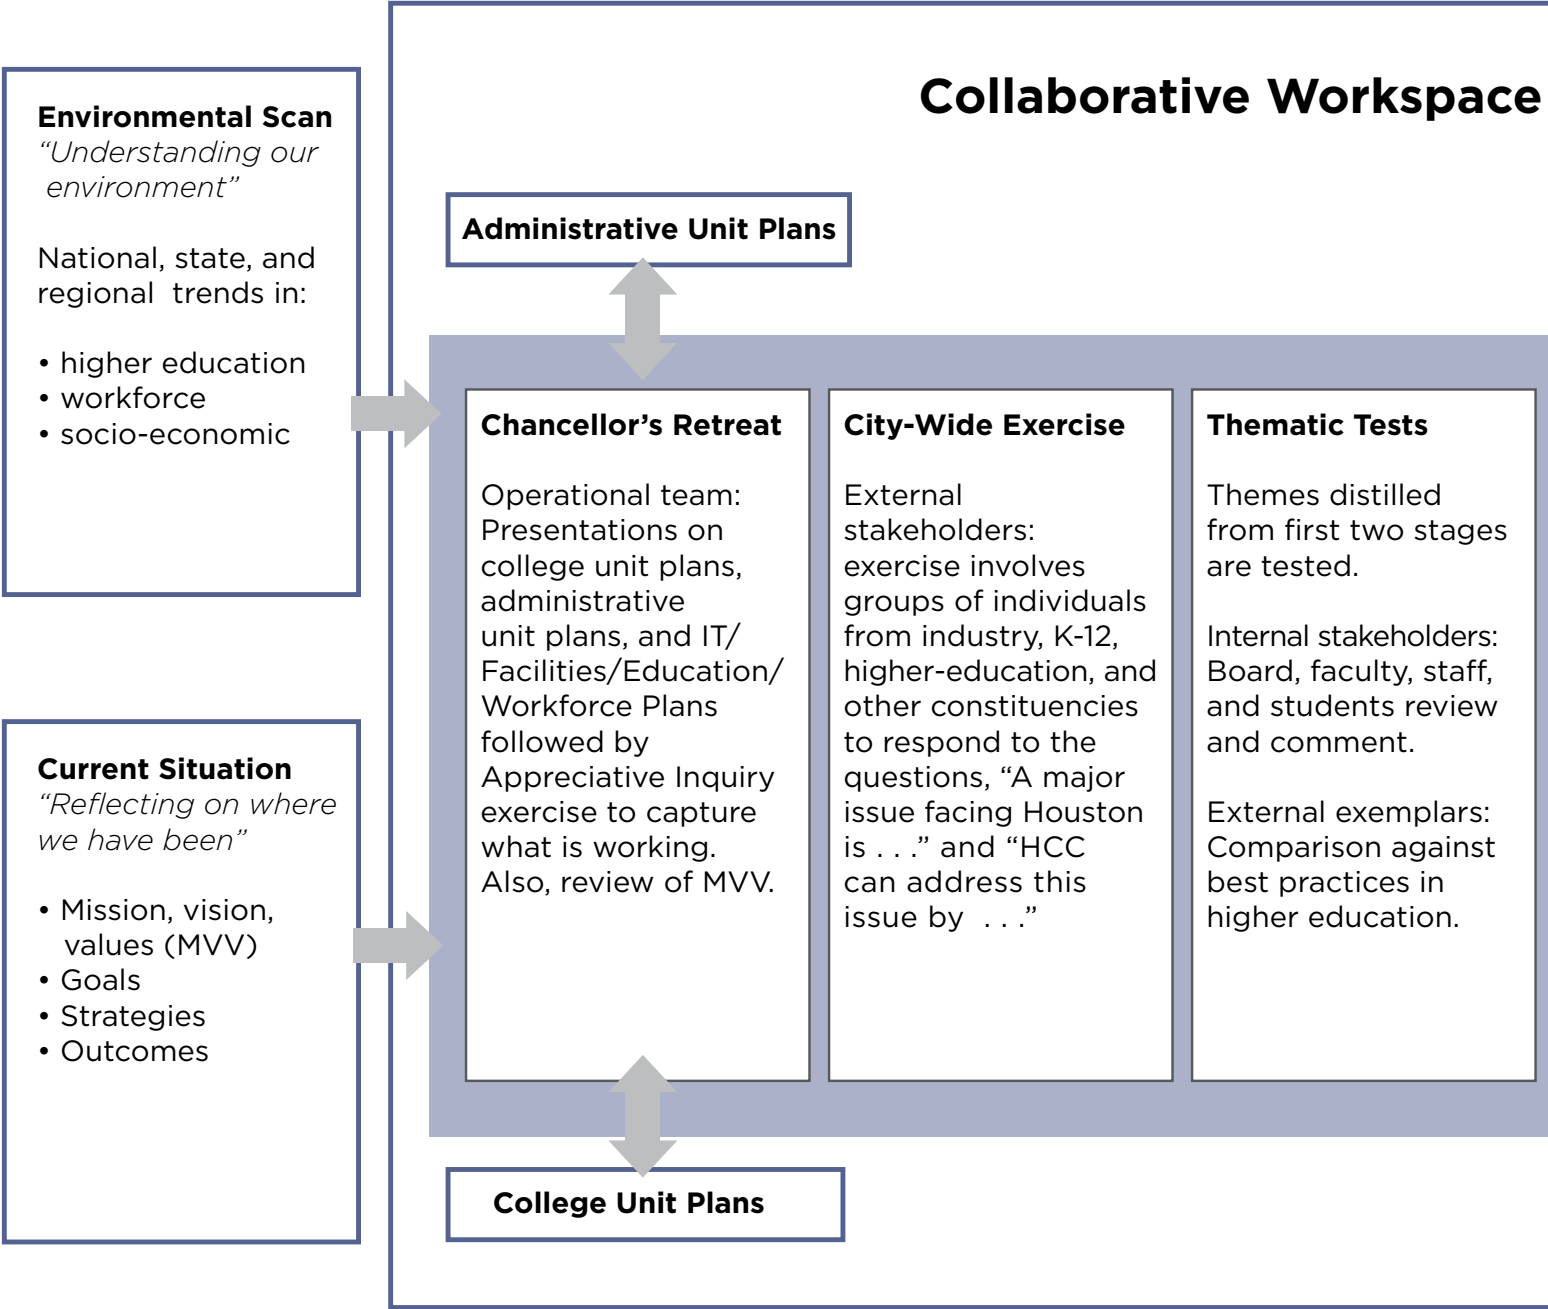 Collaborative Workspace
Environmental Scan
“Understanding our
environment”
National, state, and
regional trends in:
• higher education
• workforce
• socio-economic
Current Situation
“Reflecting on where
we have been”
• Mission, vision,
values (MVV)
• Goals
• Strategies
• Outcomes
Administrative Unit Plans
Chancellor’s Retreat
Operational team:
Presentations on
college unit plans,
administrative
unit plans, and IT/
Facilities/Education/
Workforce Plans
followed by
Appreciative Inquiry
exercise to capture
what is working.
Also, review of MVV.
City-Wide Exercise
External
stakeholders:
exercise involves
groups of individuals
from industry, K-12,
higher-education, and
other constituencies
to respond to the
questions, “A major
issue facing Houston
is . . .” and “HCC
can address this
issue by . . .”
Thematic Tests
Themes distilled
from first two stages
are tested.
Internal stakeholders:
Board, faculty, staff,
and students review
and comment.
External exemplars:
Comparison against
best practices in
higher education.
College Unit Plans